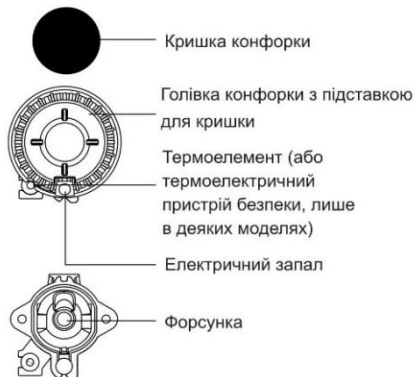 Кришка конфорки
Голівка конфорки з підставкою
для кришки
Термоелемент (або
термоелектричний
пристрій безпеки, лише
в деяких моделях)
Електричний запал
Форсунка